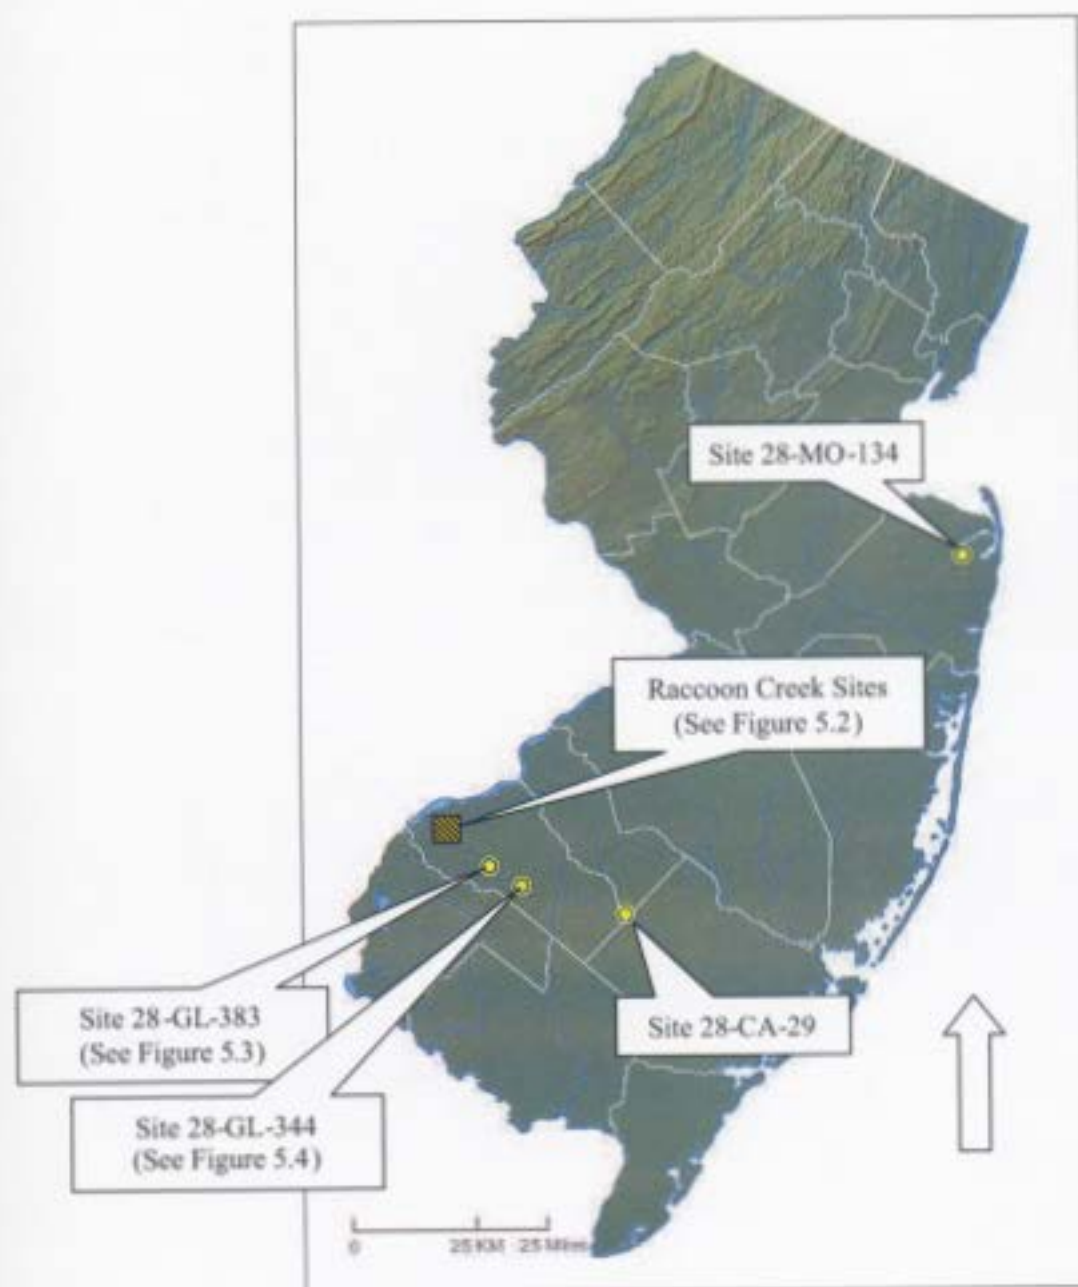 Site 28-MO-134
Raccoon Creek Sites
(See Figure 5.2)
Site 28-GL-383
(See Figure 5.3)
Site 28-CA-29
Site 28-GL-344
(See Figure 5.4)
0 25 KM 25 Miles